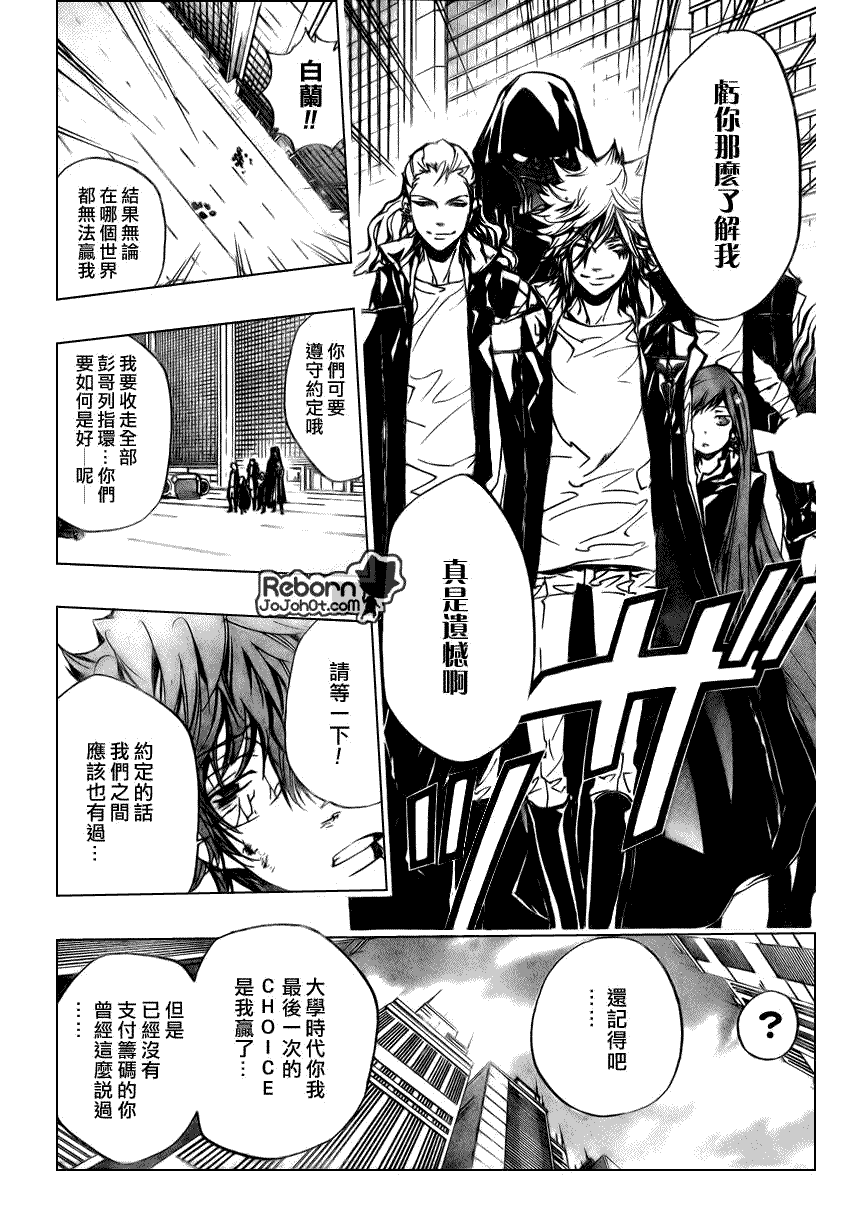 虧你那麼了解我
真是遺憾啊
白蘭!!
結果無論
在哪個世界
都無法贏我
你們可要
遵守約定哦
我要收走全部
彭哥列指環…你們
要如何是好─呢─
請等一下!
約定的話
我們之間
應該也有過…
?
還記得吧
……
大學時代你我
最後一次的
CHOICE
是我贏了…
但是
已經沒有
支付籌碼的你
曾經這麼說過
……
ザッ
Reborn
JoJoHOt.coM